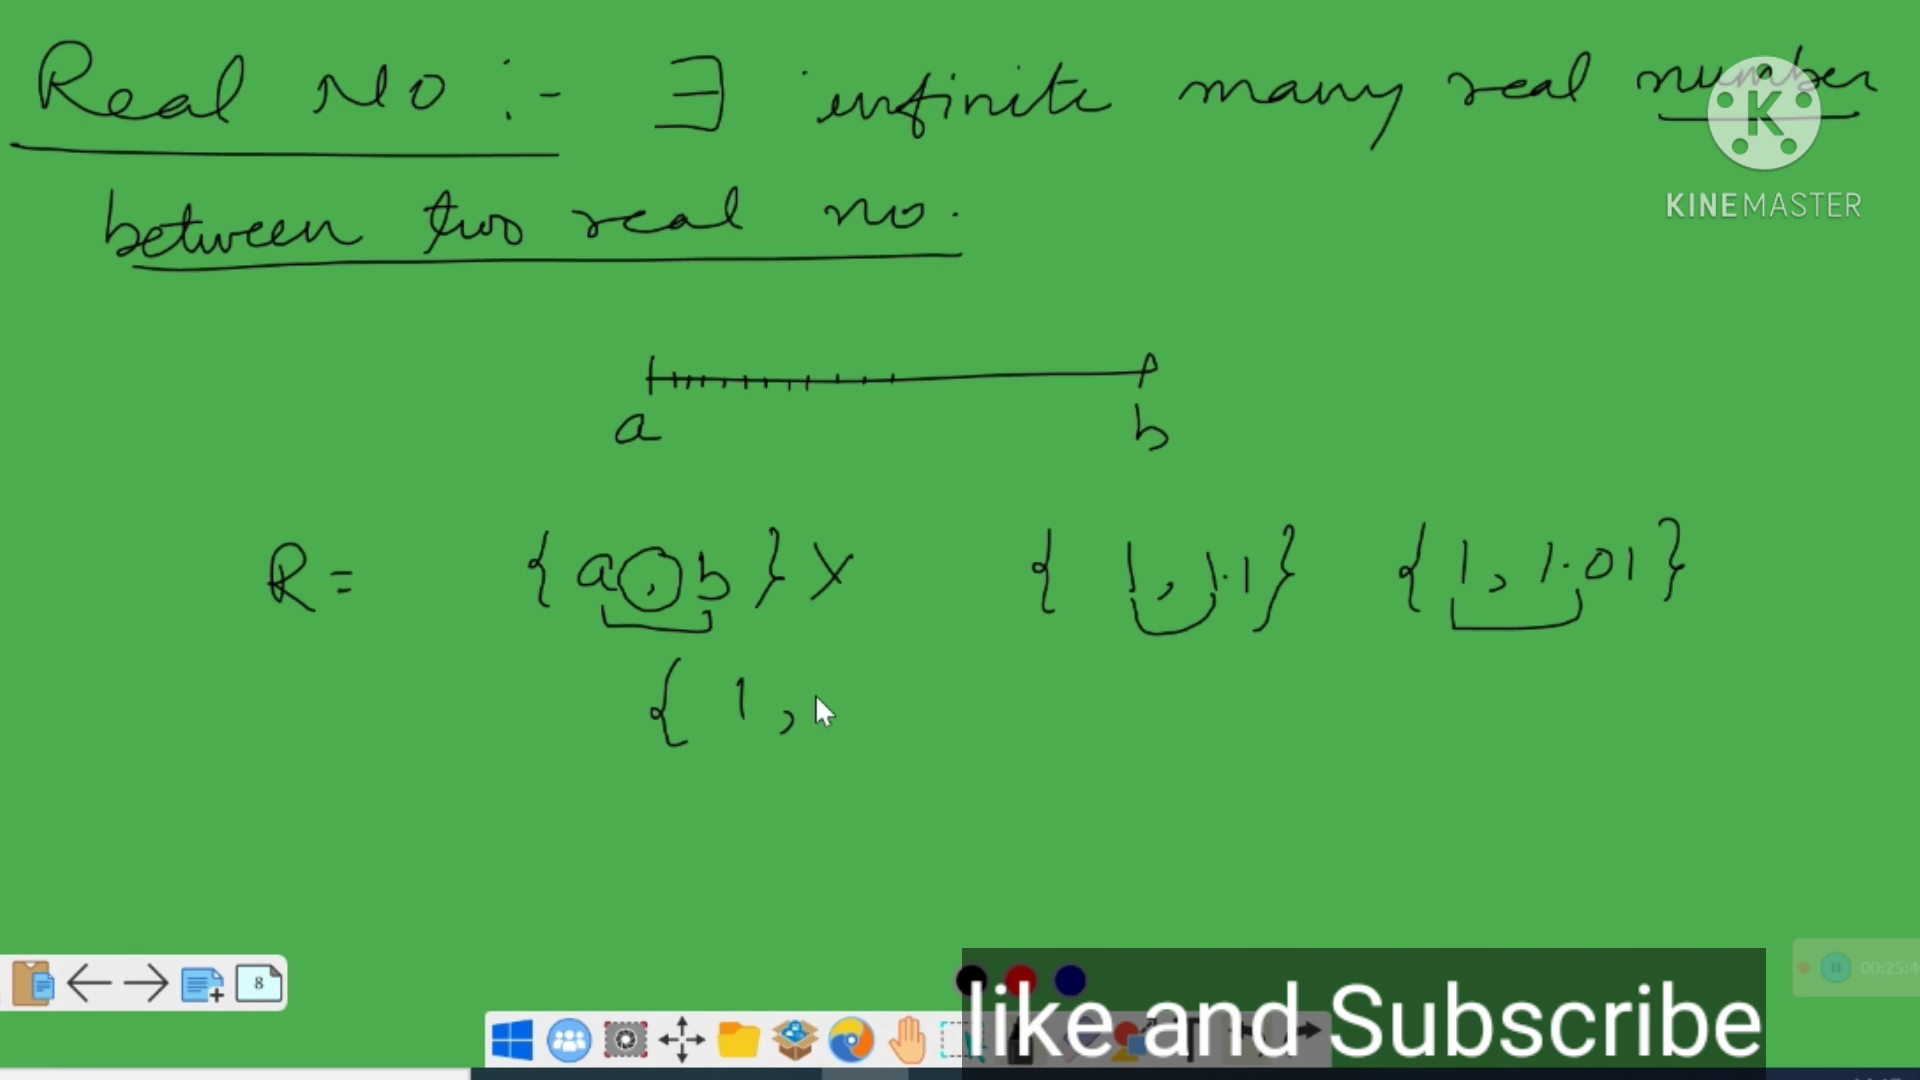 Real No :- ∃ infinite many real number
between two real no.
KINEMASTER
a b
R = { a , b } X { 1 , 1.1 } { 1 , 1.01 }
{ 1 ,
8
like and Subscribe